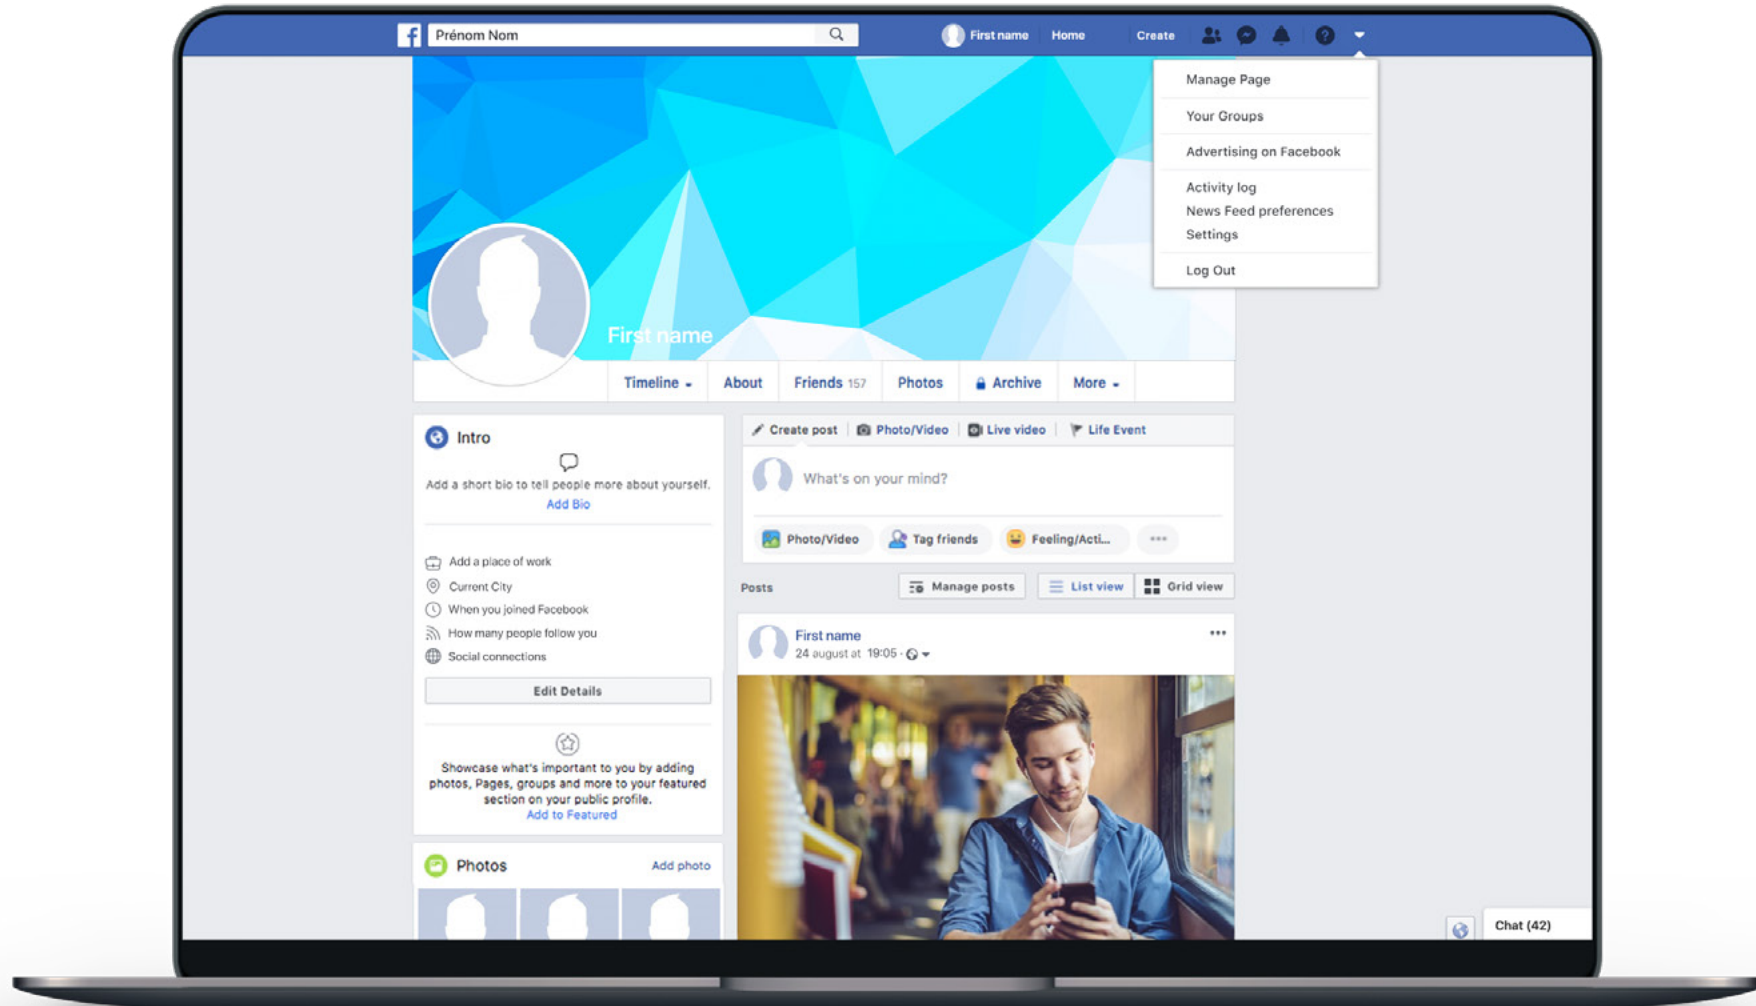 f
Prénom Nom
First name Home Create
Manage Page
Your Groups
Advertising on Facebook
Activity log
News Feed preferences
Settings
Log Out
First name
Timeline About Friends 157 Photos Archive More
Intro
Add a short bio to tell people more about yourself.
Add Bio
Add a place of work
Current City
When you joined Facebook
How many people follow you
Social connections
Edit Details
Showcase what's important to you by adding
photos, Pages, groups and more to your featured
section on your public profile.
Add to Featured
Photos Add photo
Create post Photo/Video Live video Life Event
What's on your mind?
Photo/Video Tag friends Feeling/Acti...
Posts Manage posts List view Grid view
First name
24 august at 19:05
Chat (42)